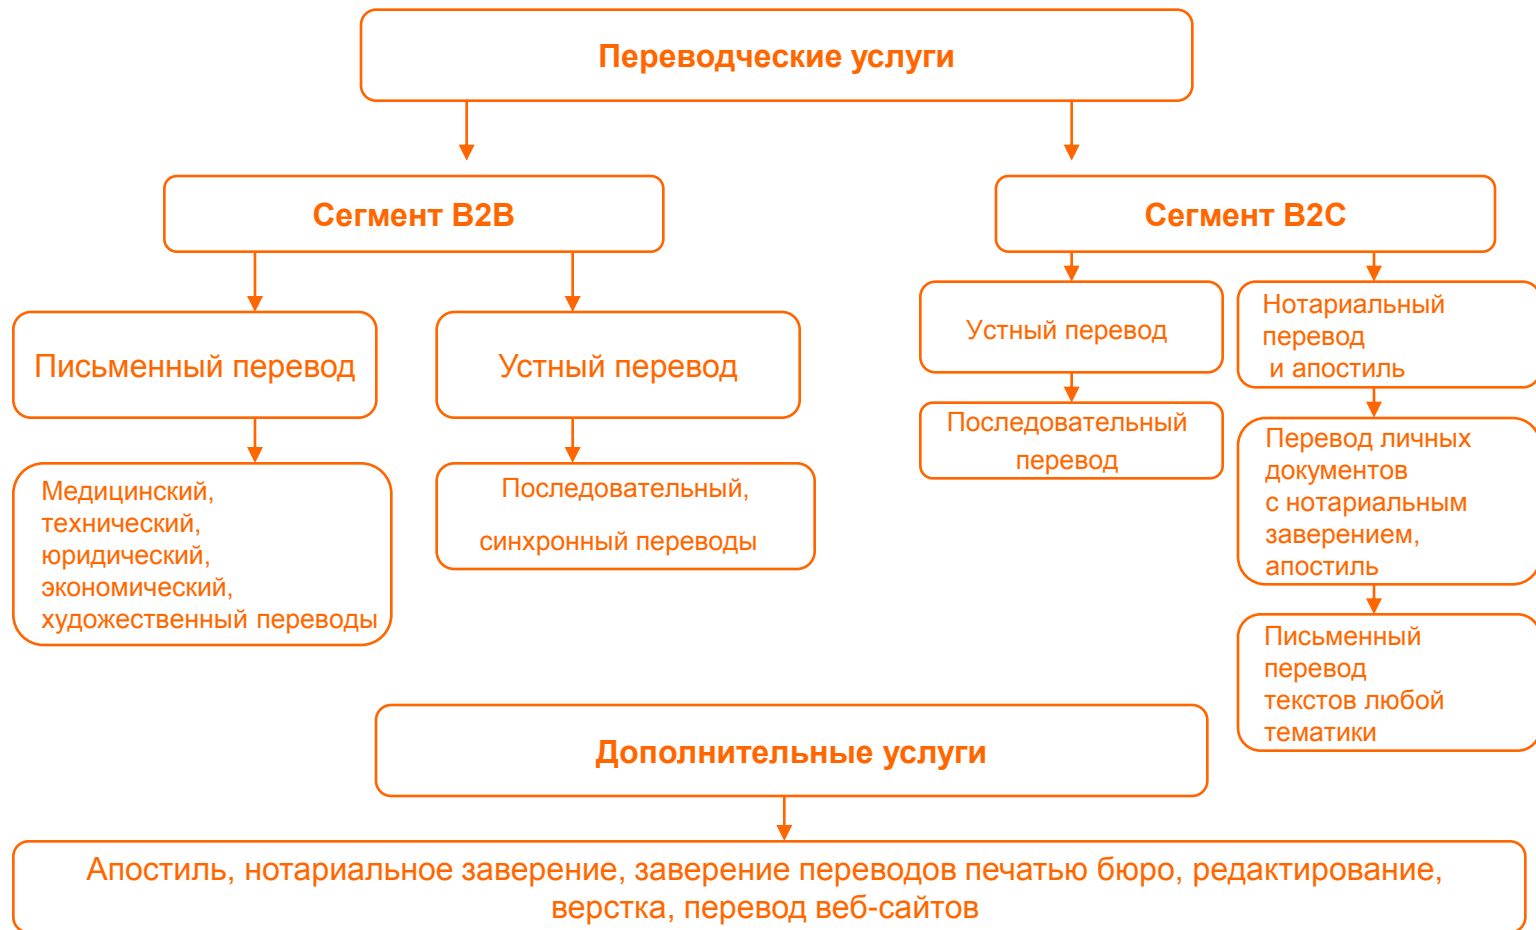 Переводческие услуги
Сегмент B2B
Сегмент B2C
Письменный перевод
Устный перевод
Устный перевод
Нотариальный
перевод
и апостиль
Медицинский,
технический,
юридический,
экономический,
художественный переводы
Последовательный,
синхронный переводы
Последовательный
перевод
Перевод личных
документов
с нотариальным
заверением,
апостиль
Письменный
перевод
текстов любой
тематики
Дополнительные услуги
Апостиль, нотариальное заверение, заверение переводов печатью бюро, редактирование,
верстка, перевод веб-сайтов